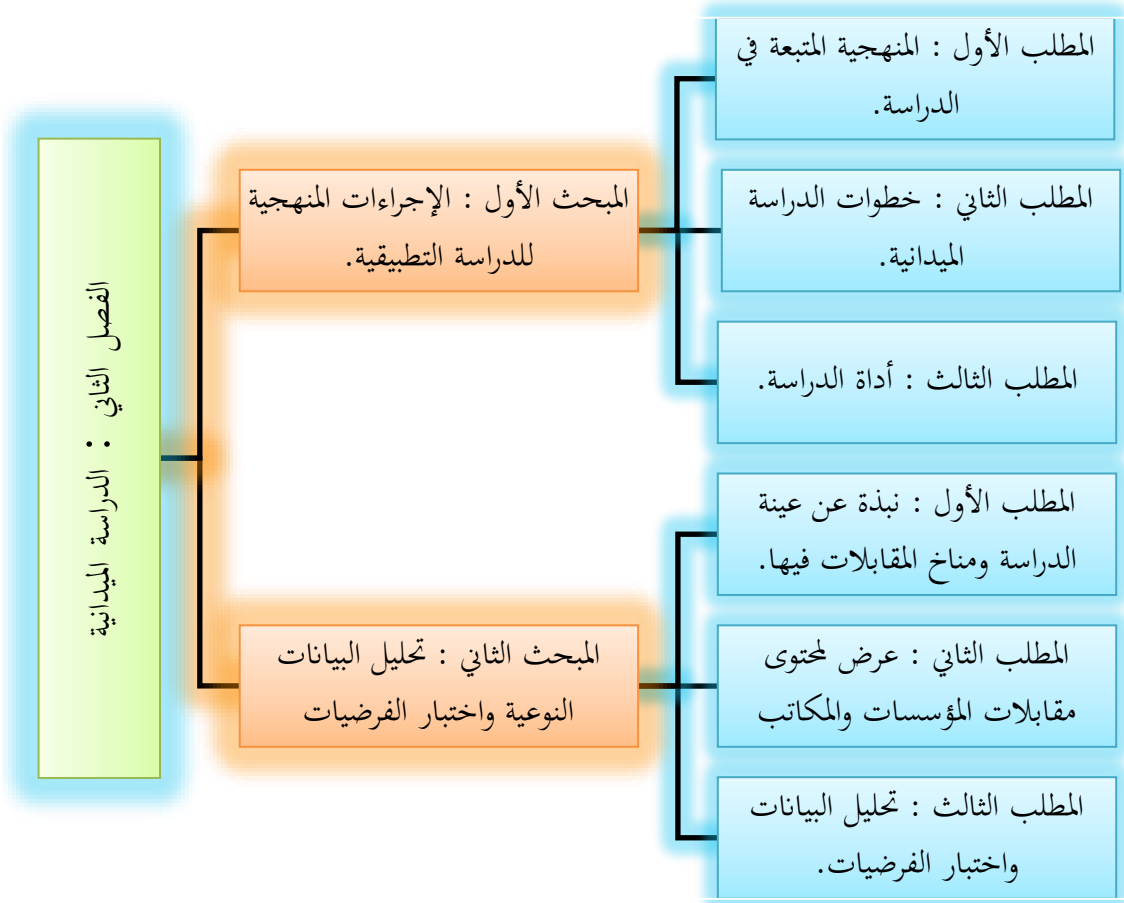 الفصل الثاني : الدراسة الميدانية
المبحث الأول : الإجراءات المنهجية
للدراسة التطبيقية.
المطلب الأول : المنهجية المتبعة في
الدراسة.
المطلب الثاني : خطوات الدراسة
الميدانية.
المطلب الثالث : أداة الدراسة.
المبحث الثاني : تحليل البيانات
النوعية واختبار الفرضيات
المطلب الأول : نبذة عن عينة
الدراسة ومناخ المقابلات فيها.
المطلب الثاني : عرض لمحتوى
مقابلات المؤسسات والمكاتب
المطلب الثالث : تحليل البيانات
واختبار الفرضيات.